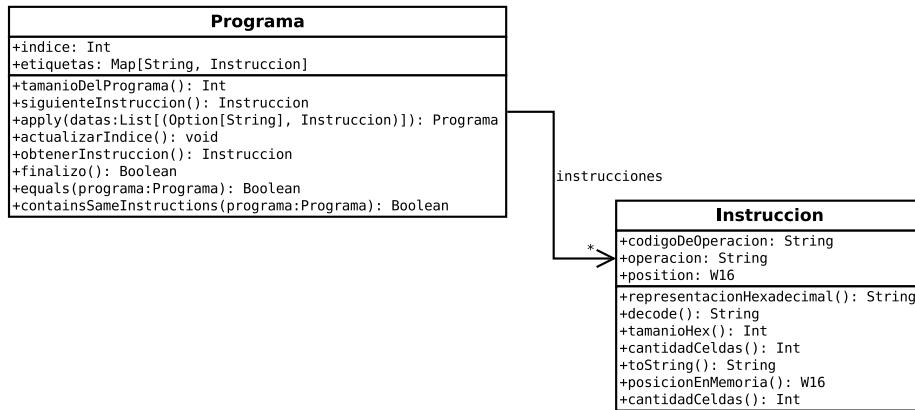 Programa
+indice: Int
+etiquetas: Map[String, Instruccion]
+tamanioDelPrograma(): Int
+siguienteInstruccion(): Instruccion
+apply(datas:List[(Option[String], Instruccion)]): Programa
+actualizarIndice(): void
+obtenerInstruccion(): Instruccion
+finalizo(): Boolean
+equals(programa:Programa): Boolean
+containsSameInstructions(programa:Programa): Boolean
instrucciones
*
Instruccion
+codigoDeOperacion: String
+operacion: String
+position: W16
+representacionHexadecimal(): String
+decode(): String
+tamanioHex(): Int
+cantidadCeldas(): Int
+toString(): String
+posicionEnMemoria(): W16
+cantidadCeldas(): Int